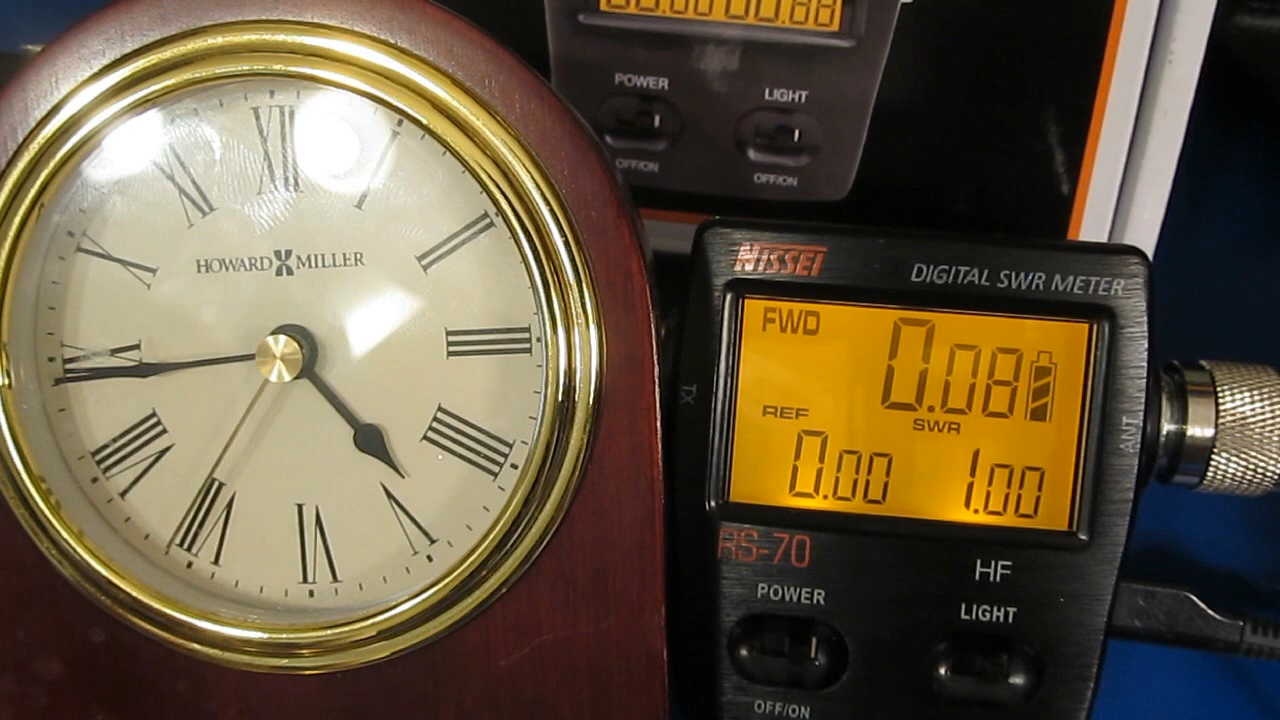 POWER
LIGHT
OFF/ON
OFF/ON
XII
I
II
III
IIII
V
VI
VII
VIII
IX
X
XI
HOWARD MILLER
NISSEI
DIGITAL SWR METER
FWD
0.08
REF
SWR
0.00
1.00
TX
ANT
RS-70
HF
POWER
LIGHT
OFF/ON